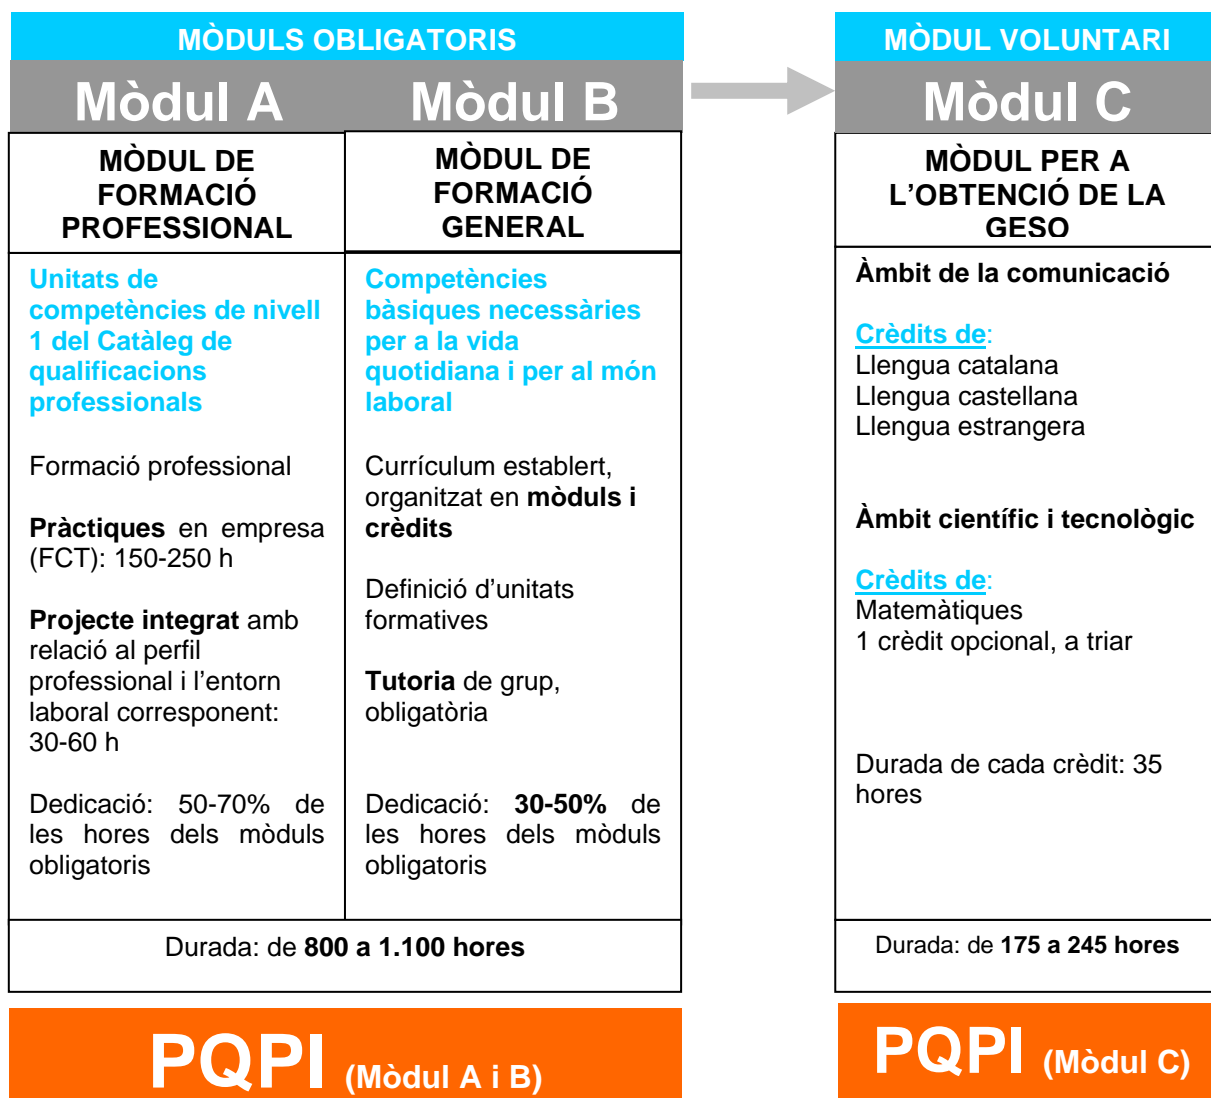 MÒDULS OBLIGATORIS
Mòdul A
Mòdul B
MÒDUL DE
FORMACIÓ
PROFESSIONAL
MÒDUL DE
FORMACIÓ
GENERAL
Unitats de
competències de nivell
1 del Catàleg de
qualificacions
professionals
Formació professional
Pràctiques en empresa
(FCT): 150-250 h
Projecte integrat amb
relació al perfil
professional i l’entorn
laboral corresponent:
30-60 h
Dedicació: 50-70% de
les hores dels mòduls
obligatoris
Competències
bàsiques necessàries
per a la vida
quotidiana i per al món
laboral
Currículum establert,
organitzat en mòduls i
crèdits
Definició d’unitats
formatives
Tutoria de grup,
obligatòria
Dedicació: 30-50% de
les hores dels mòduls
obligatoris
Durada: de 800 a 1.100 hores
PQPI (Mòdul A i B)
MÒDUL VOLUNTARI
Mòdul C
MÒDUL PER A
L’OBTENCIÓ DE LA
GESO
Àmbit de la comunicació
Crèdits de:
Llengua catalana
Llengua castellana
Llengua estrangera
Àmbit científic i tecnològic
Crèdits de:
Matemàtiques
1 crèdit opcional, a triar
Durada de cada crèdit: 35
hores
Durada: de 175 a 245 hores
PQPI (Mòdul C)